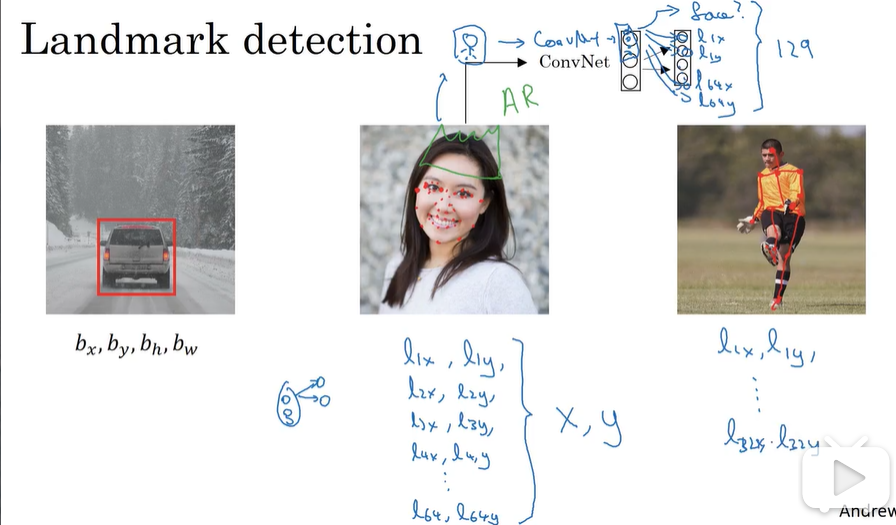 Landmark detection
→ ConvNet →
ConvNet
face?
l1x
l1y
l64x
l64y
129
AR
bx, by, bh, bw
l1x, l1y,
l2x, l2y,
l3x, l3y,
l4x, l4y
⋮
l64, l64y
x, y
l1x, l1y,
⋮
l32x, l32y
Andrew